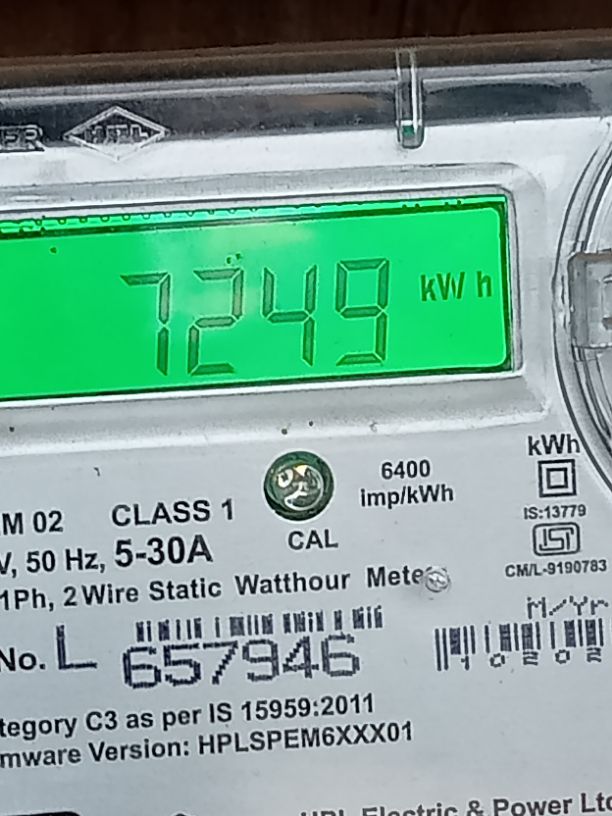 HPL
7249 kWh
kWh
6400
imp/kWh
M 02 CLASS 1
IS:13779
V, 50 Hz, 5-30A
CAL
ISI
CM/L-9190783
1Ph, 2 Wire Static Watthour Meter
M/Yr
No. L 657946
tegory C3 as per IS 15959:2011
mware Version: HPLSPEM6XXX01
HPL Electric & Power Ltd